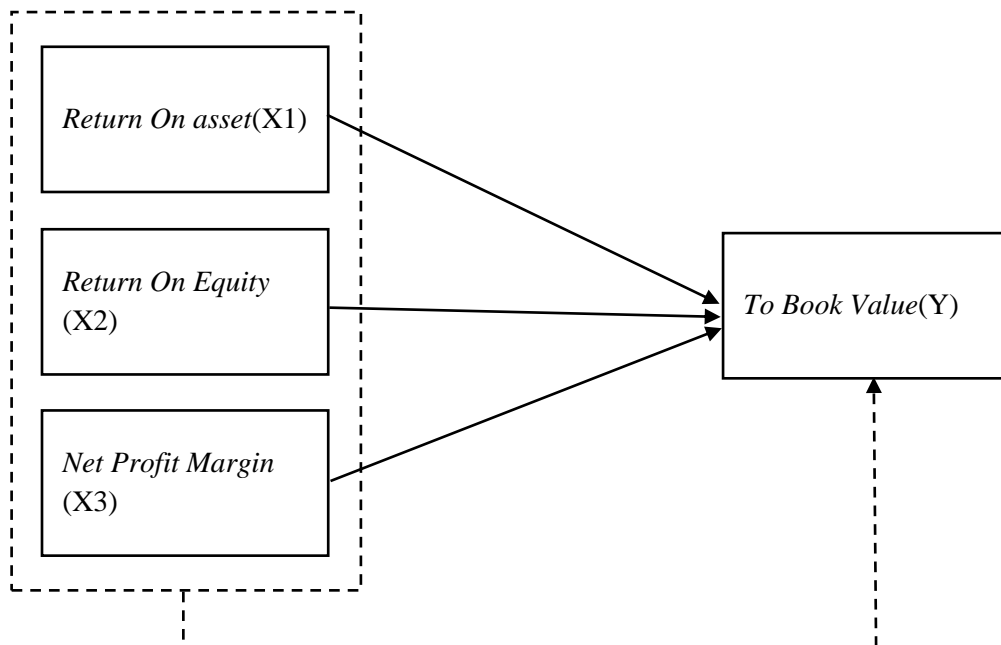 Return On asset(X1)
Return On Equity
(X2)
To Book Value(Y)
Net Profit Margin
(X3)